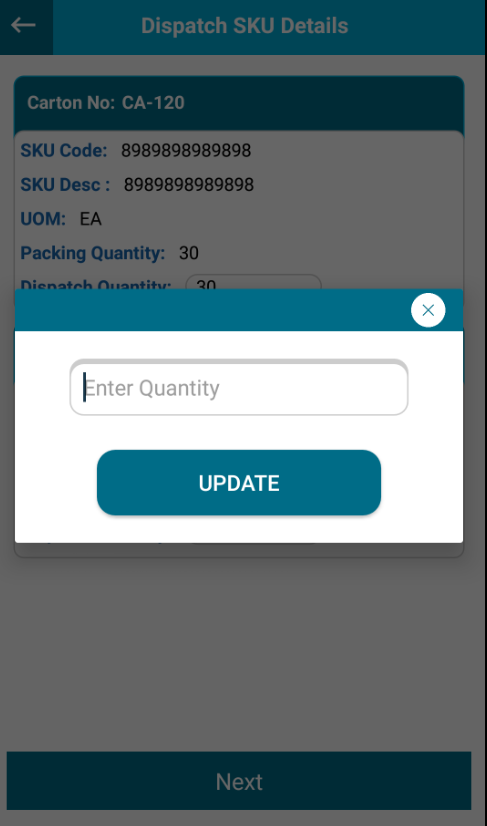 Dispatch SKU Details
Carton No: CA-120
SKU Code: 8989898989898
SKU Desc : 8989898989898
UOM: EA
Packing Quantity: 30
Dispatch Quantity: 30
Enter Quantity
UPDATE
Next